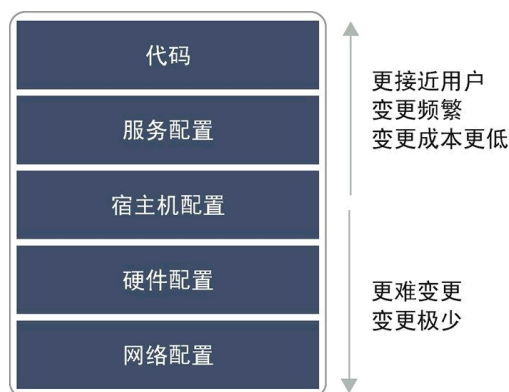 代码
服务配置
宿主机配置
硬件配置
网络配置
更接近用户
变更频繁
变更成本更低
更难变更
变更极少